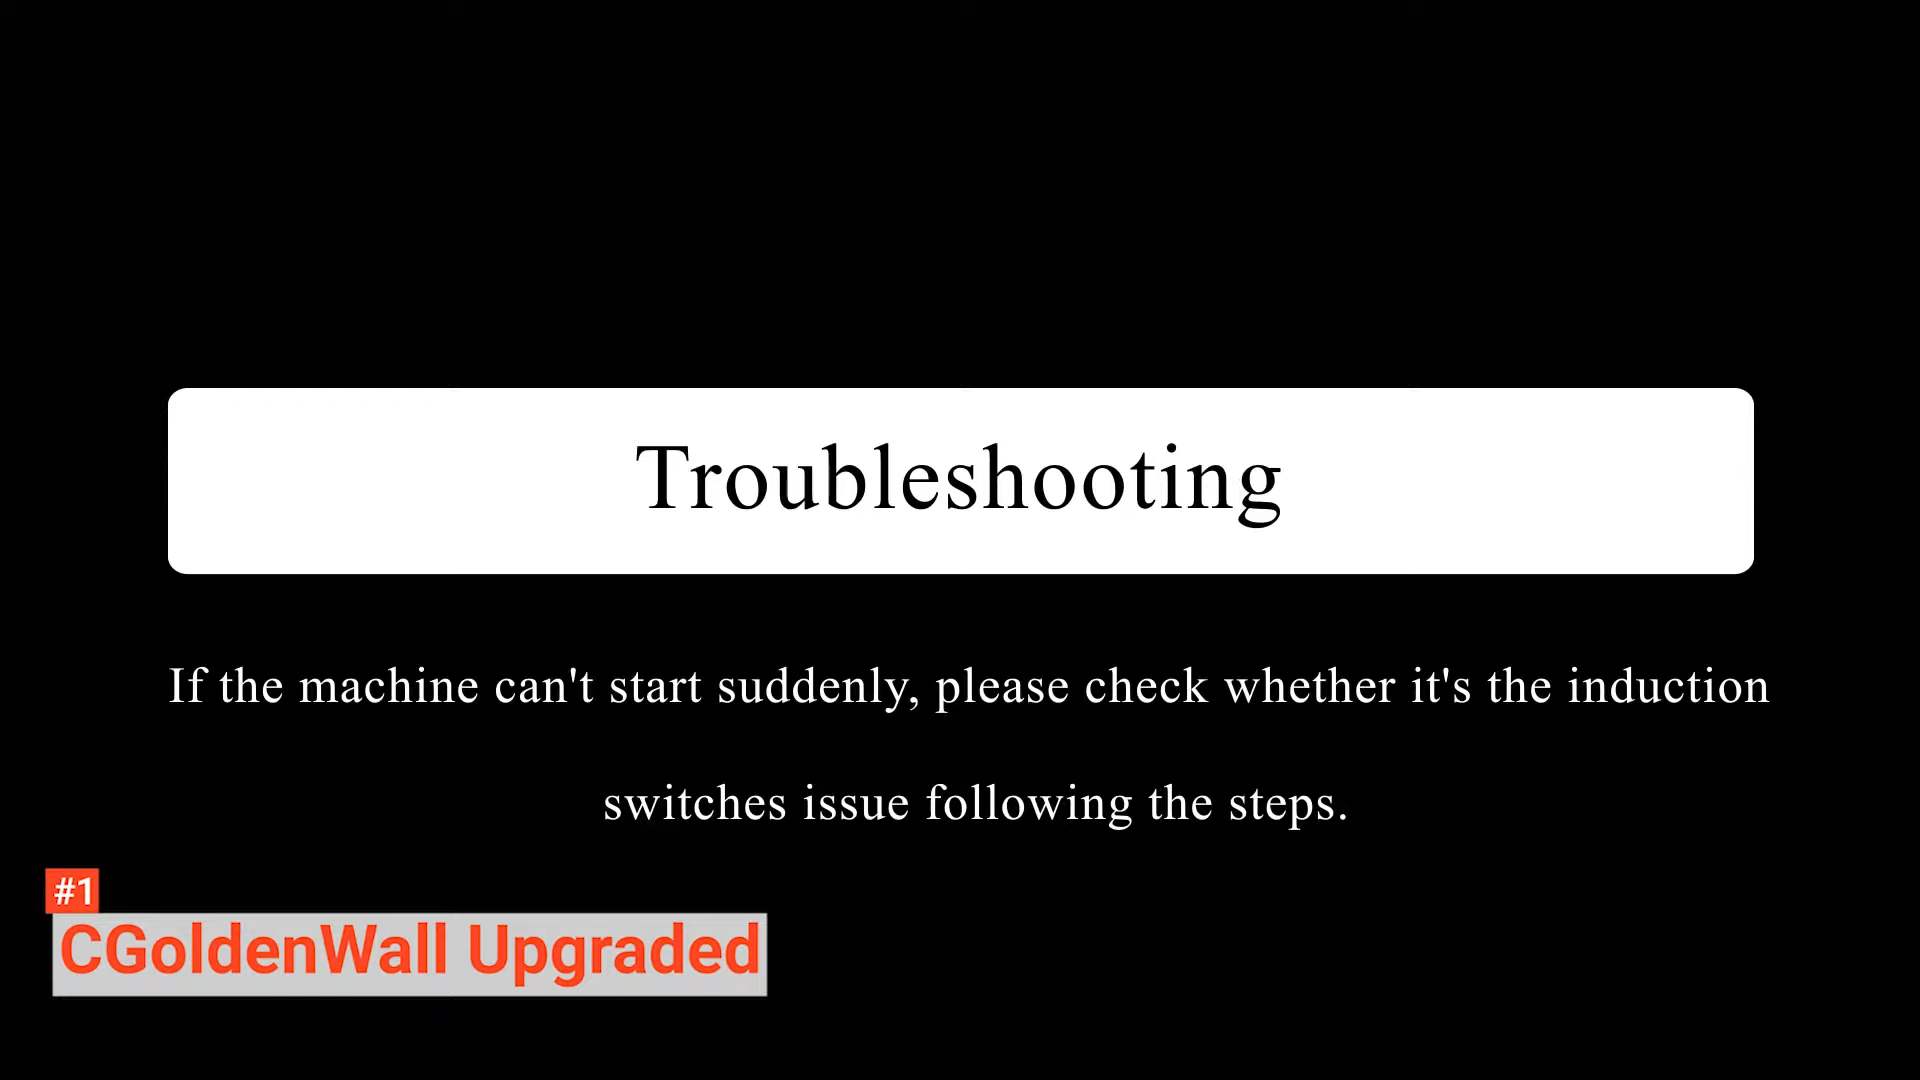 Troubleshooting
If the machine can't start suddenly, please check whether it's the induction
switches issue following the steps.
#1
CGoldenWall Upgraded